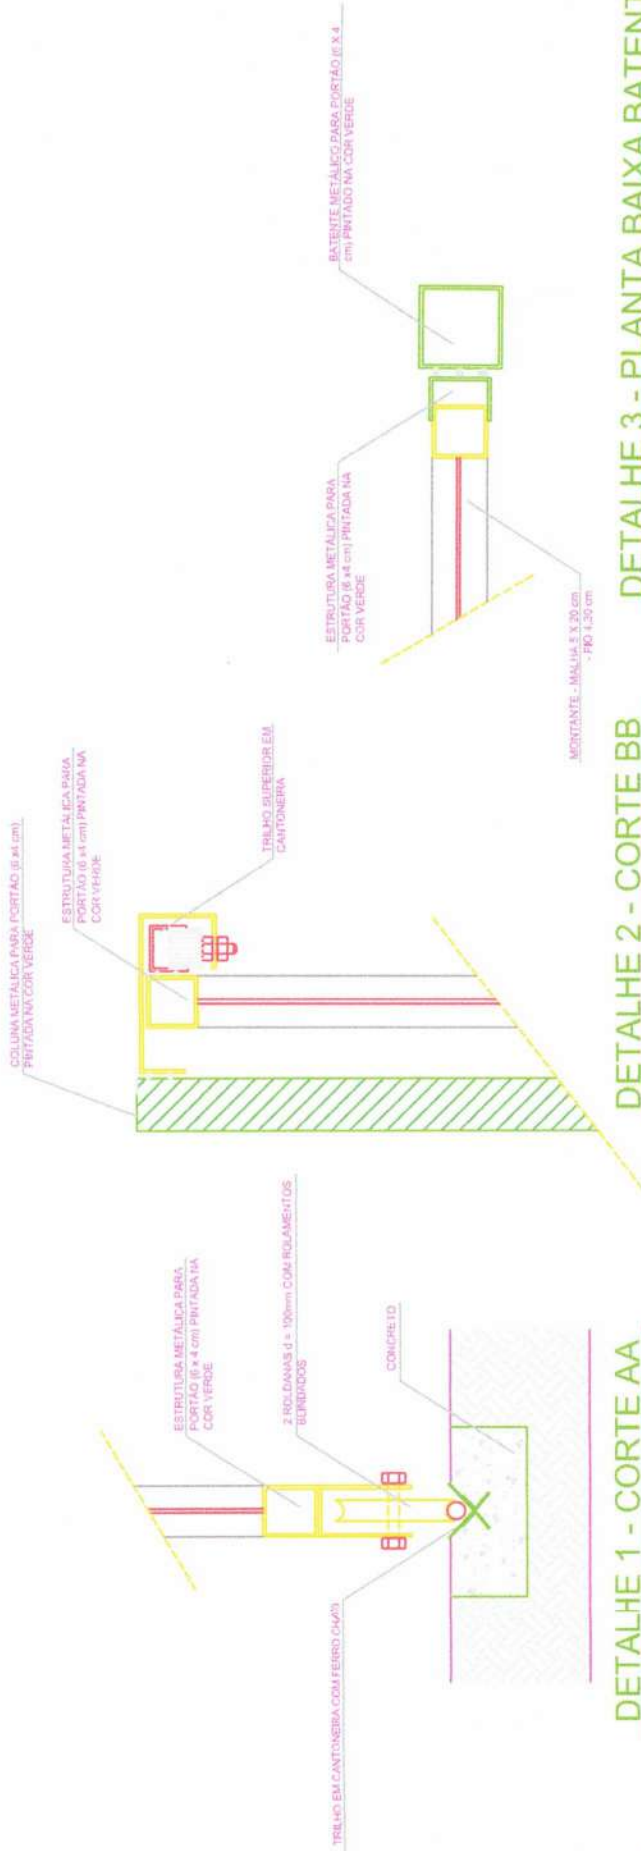 ESTRUTURA METÁLICA PARA
PORTÃO (6 x 4 cm) PINTADA NA
COR VERDE
2 ROLDANAS d = 100mm COM ROLAMENTOS
BLINDADOS
CONCRETO
TRILHO EM CANTONEIRA COM FERRO CHATO
DETALHE 1 - CORTE AA
COLUNA METÁLICA PARA PORTÃO (6 x4 cm)
PINTADA NA COR VERDE
ESTRUTURA METÁLICA PARA
PORTÃO (6 x4 cm) PINTADA NA
COR VERDE
TRILHO SUPERIOR EM
CANTONEIRA
DETALHE 2 - CORTE BB
BATENTE METÁLICO PARA PORTÃO (6 X 4
cm) PINTADO NA COR VERDE
ESTRUTURA METÁLICA PARA
PORTÃO (6 x4 cm) PINTADA NA
COR VERDE
MONTANTE - MALHA 5 X 20 cm
- FIO 4,20 cm
DETALHE 3 - PLANTA BAIXA BATENT